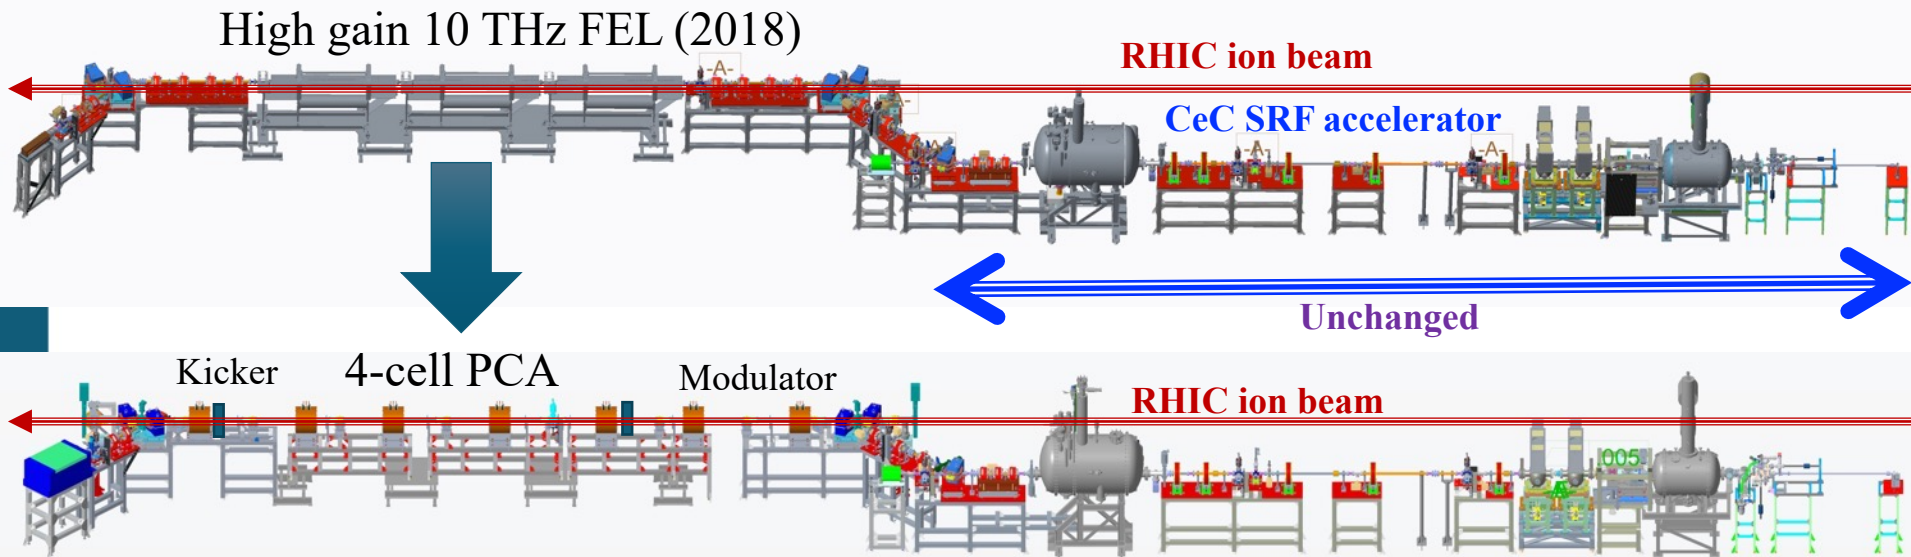 High gain 10 THz FEL (2018)
RHIC ion beam
-A-
CeC SRF accelerator
-A-
-A-
-A-
-A-
Unchanged
Kicker
4-cell PCA
Modulator
RHIC ion beam
005